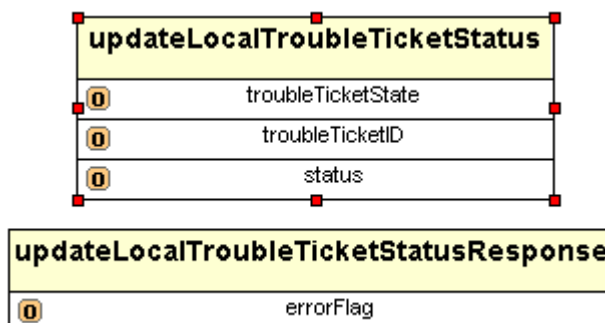 updateLocalTroubleTicketStatus
O troubleTicketState
O troubleTicketID
O status
updateLocalTroubleTicketStatusResponse
O errorFlag